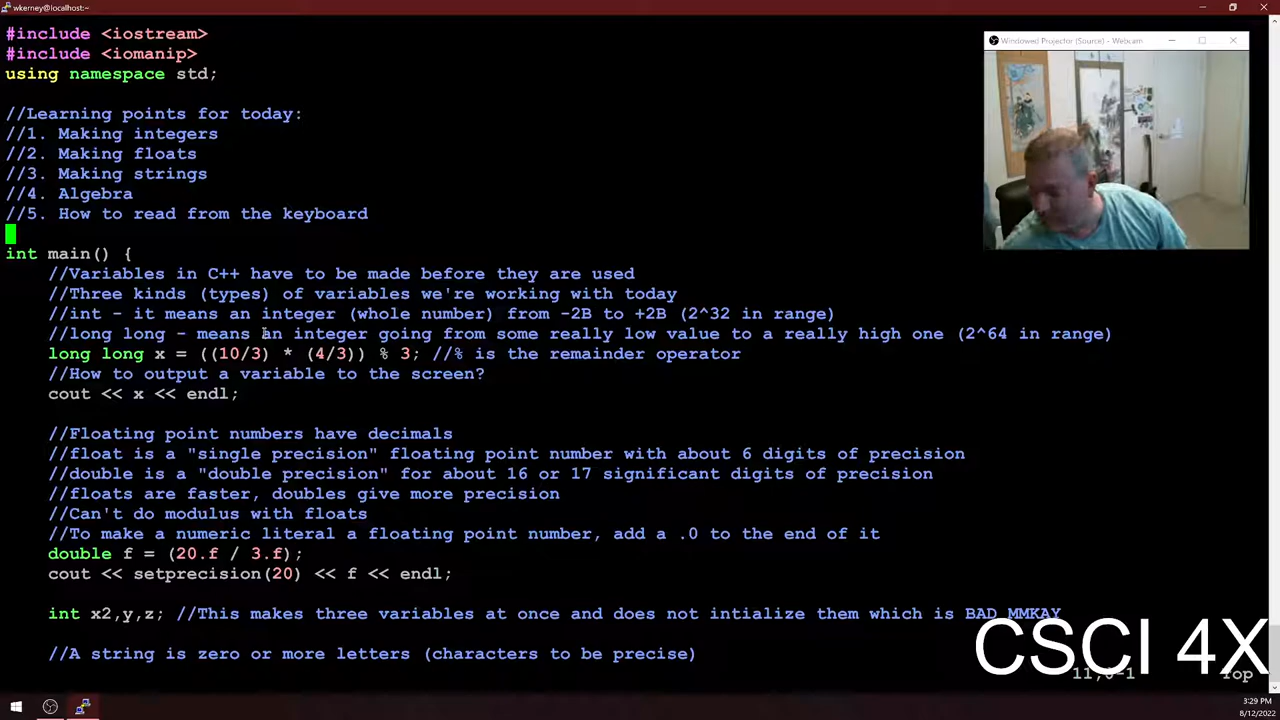 wkerney@localhost:~
#include <iostream>
#include <iomanip>
using namespace std;
//Learning points for today:
//1. Making integers
//2. Making floats
//3. Making strings
//4. Algebra
//5. How to read from the keyboard
int main() {
//Variables in C++ have to be made before they are used
//Three kinds (types) of variables we're working with today
//int - it means an integer (whole number) from -2B to +2B (2^32 in range)
//long long - means an integer going from some really low value to a really high one (2^64 in range)
long long x = ((10/3) * (4/3)) % 3; //% is the remainder operator
//How to output a variable to the screen?
cout << x << endl;
//Floating point numbers have decimals
//float is a "single precision" floating point number with about 6 digits of precision
//double is a "double precision" for about 16 or 17 significant digits of precision
//floats are faster, doubles give more precision
//Can't do modulus with floats
//To make a numeric literal a floating point number, add a .0 to the end of it
double f = (20.f / 3.f);
cout << setprecision(20) << f << endl;
int x2,y,z; //This makes three variables at once and does not intialize them which is BAD MMKAY
//A string is zero or more letters (characters to be precise)
Windowed Projector (Source) - Webcam
CSCI 4X
11,0-1 Top
3:29 PM
8/12/2022